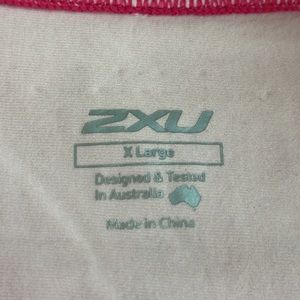 2XU
X Large
Designed & Tested
In Australia
Made in China